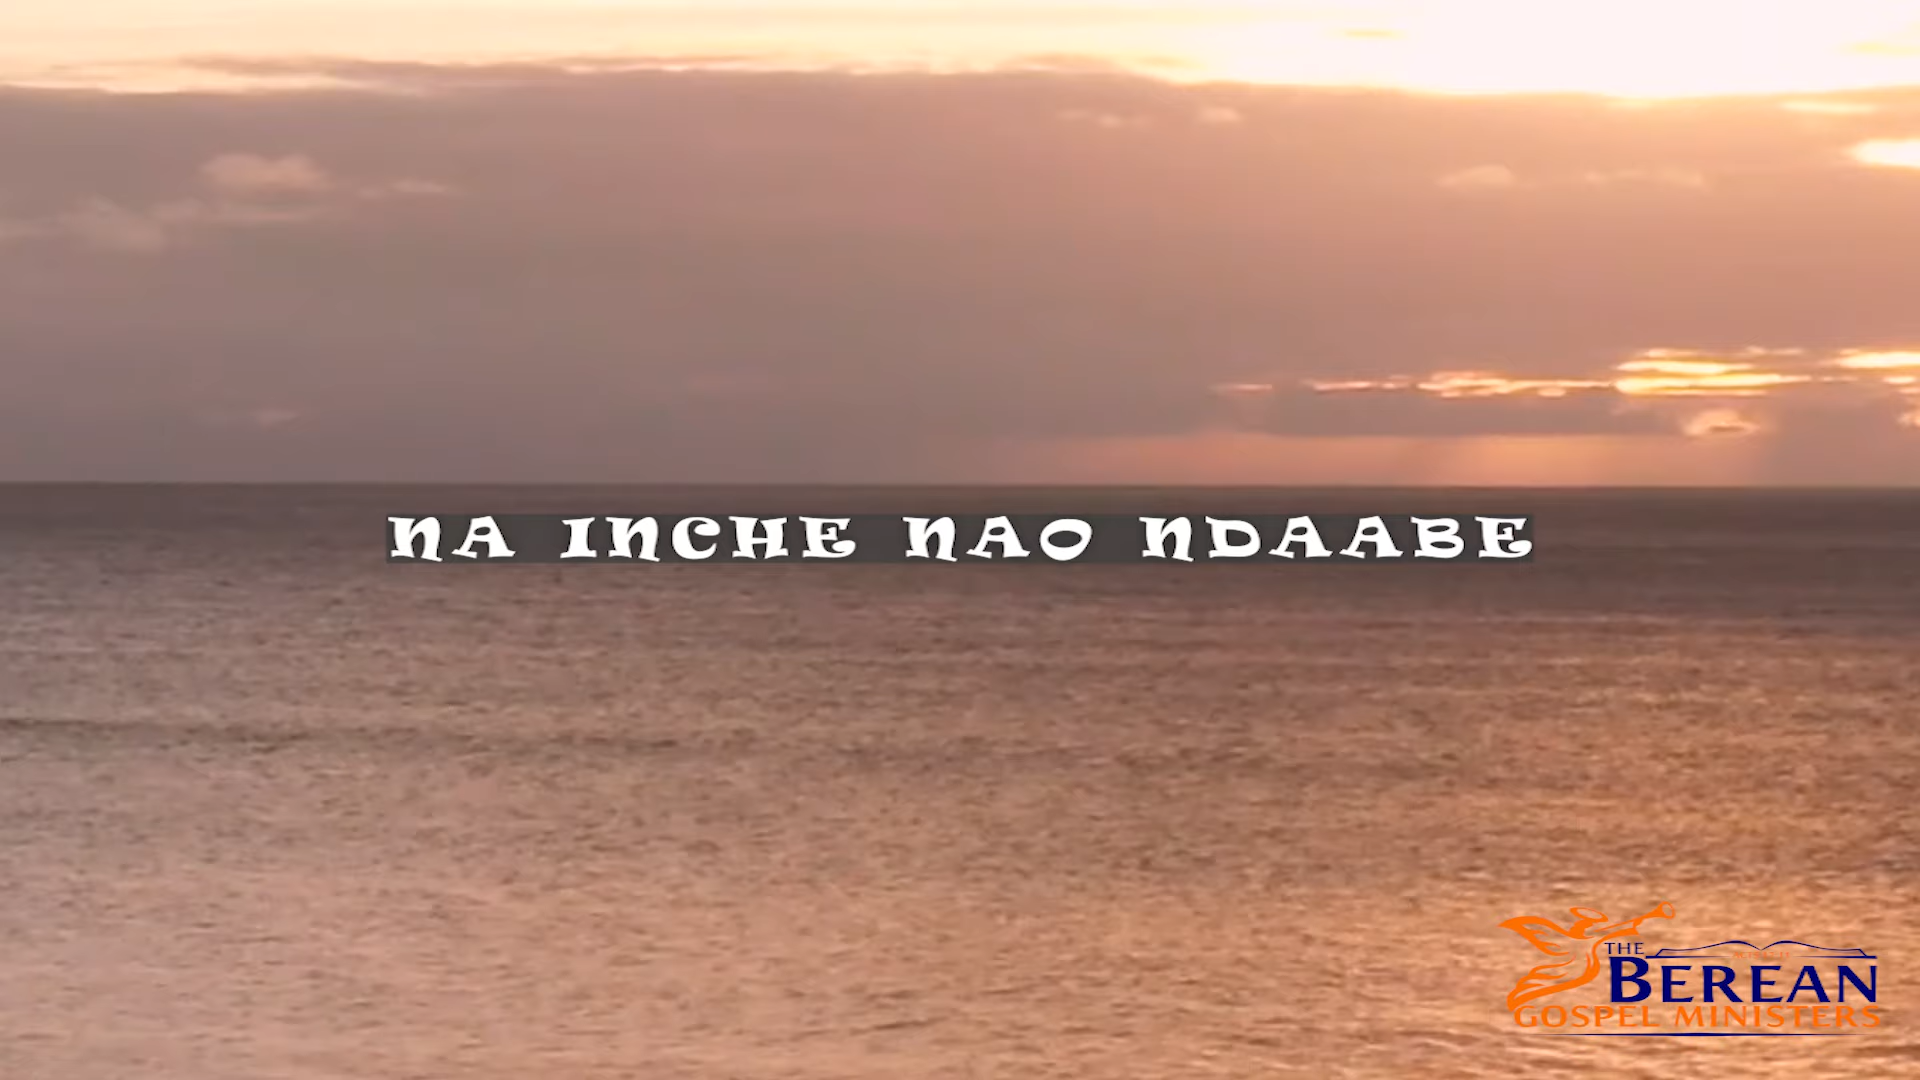 NA INCHE NAO NDAABE
THE
BEREAN
GOSPEL MINISTERS